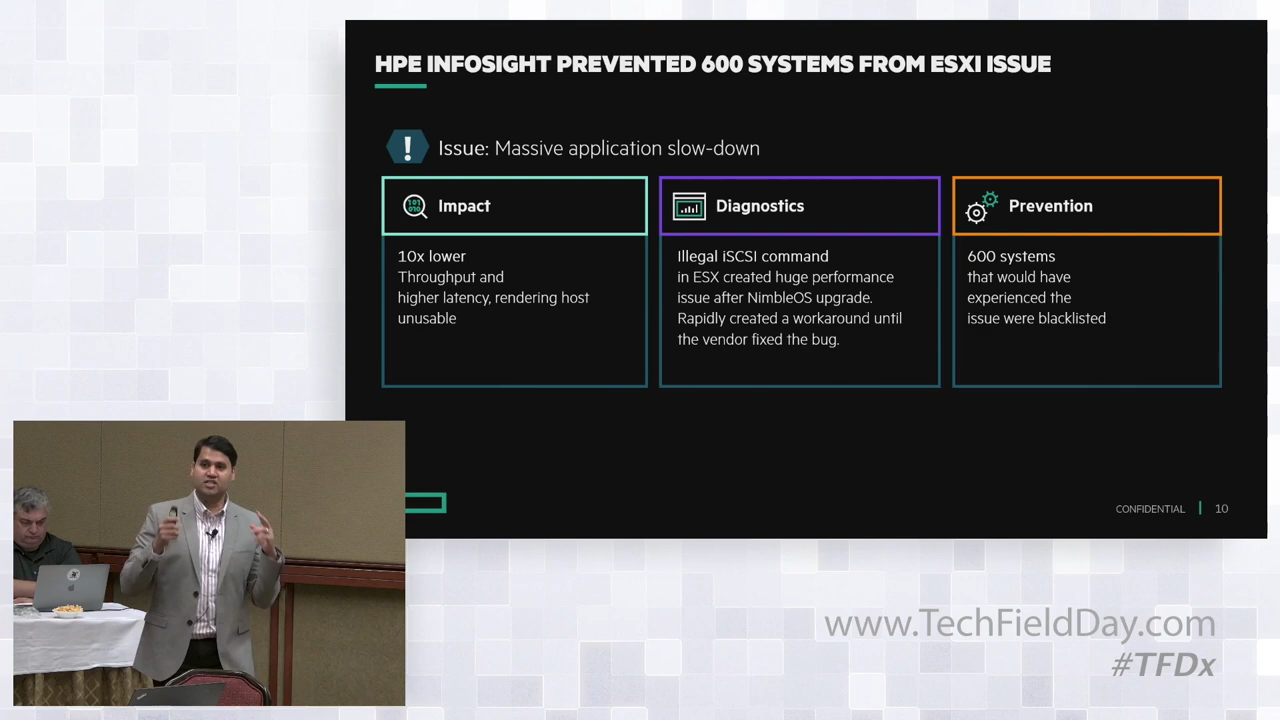 HPE INFOSIGHT PREVENTED 600 SYSTEMS FROM ESXI ISSUE
!
Issue: Massive application slow-down
101
010
Impact
10x lower
Throughput and
higher latency, rendering host
unusable
Diagnostics
Illegal iSCSI command
in ESX created huge performance
issue after NimbleOS upgrade.
Rapidly created a workaround until
the vendor fixed the bug.
Prevention
600 systems
that would have
experienced the
issue were blacklisted
CONFIDENTIAL | 10
www.TechFieldDay.com
#TFDx